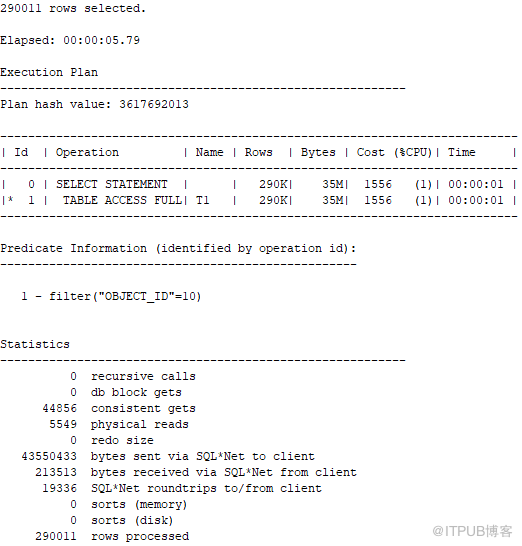 290011 rows selected.
Elapsed: 00:00:05.79
Execution Plan
----------------------------------------------------------
Plan hash value: 3617692013
--------------------------------------------------------------------------
| Id  | Operation         | Name | Rows  | Bytes | Cost (%CPU)| Time     |
--------------------------------------------------------------------------
|   0 | SELECT STATEMENT  |      |   290K|    35M|  1556   (1)| 00:00:01 |
|*  1 |  TABLE ACCESS FULL| T1   |   290K|    35M|  1556   (1)| 00:00:01 |
--------------------------------------------------------------------------
Predicate Information (identified by operation id):
---------------------------------------------------
   1 - filter("OBJECT_ID"=10)
Statistics
----------------------------------------------------------
          0  recursive calls
          0  db block gets
      44856  consistent gets
       5549  physical reads
          0  redo size
   43550433  bytes sent via SQL*Net to client
     213513  bytes received via SQL*Net from client
      19336  SQL*Net roundtrips to/from client
          0  sorts (memory)
          0  sorts (disk)
     290011  rows processed
@ITPUB博客